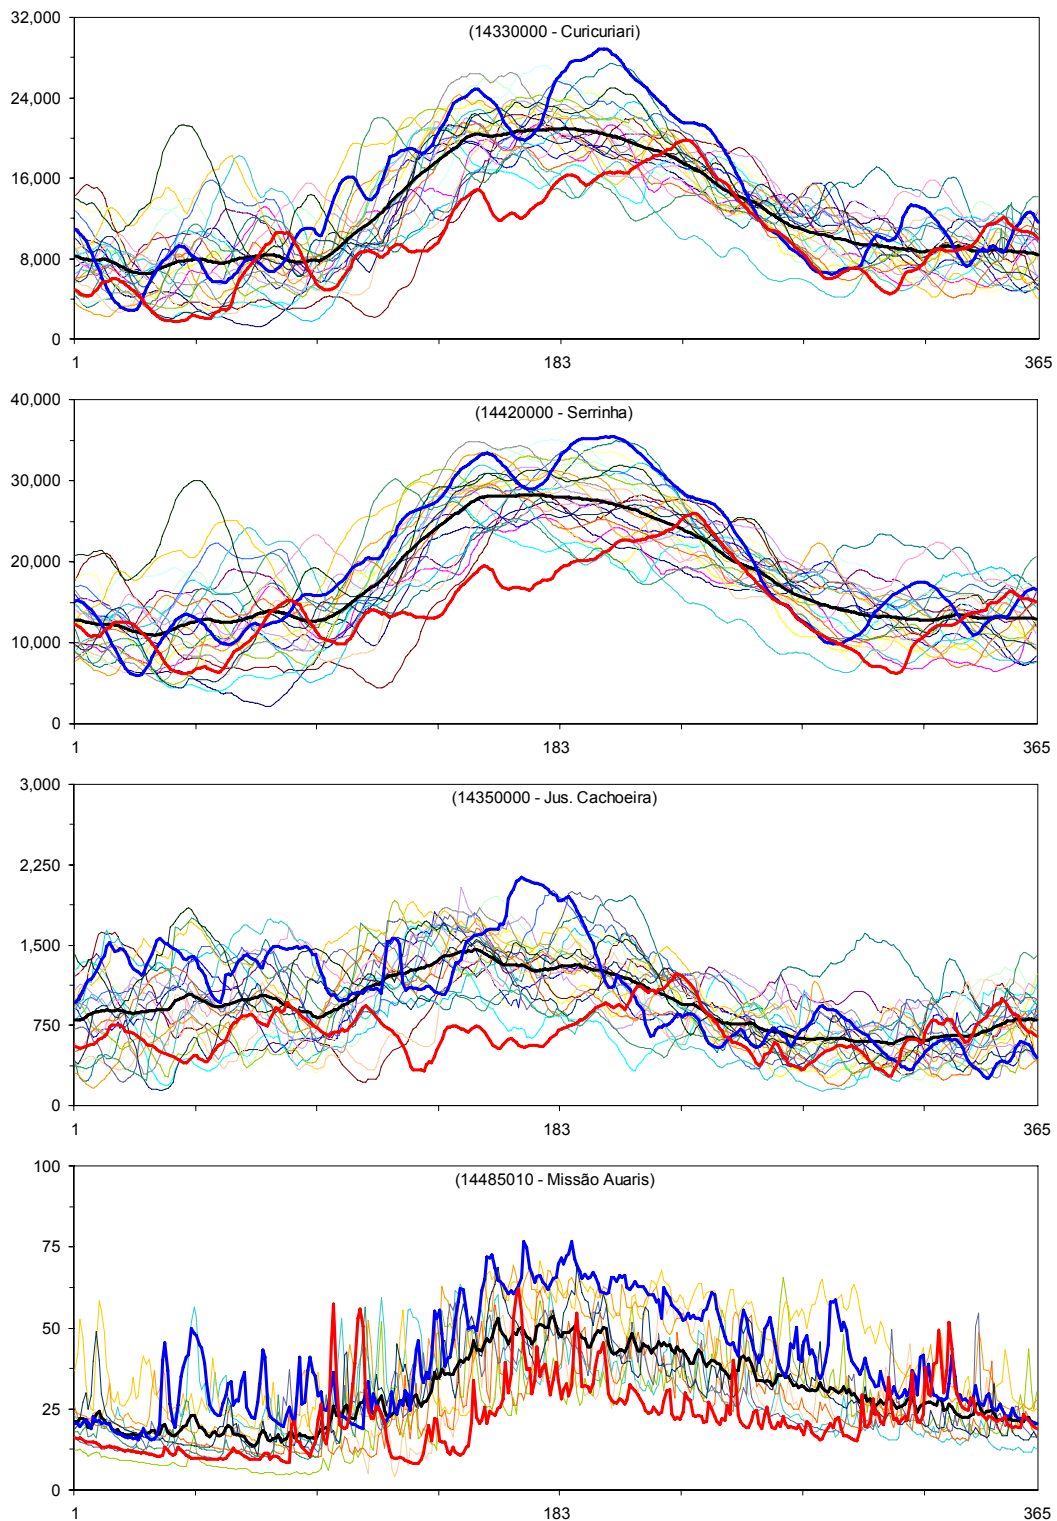 32,000
(14330000 - Curicuriari)
24,000
16,000
8,000
0
1 183 365
40,000
(14420000 - Serrinha)
30,000
20,000
10,000
0
1 183 365
3,000
(14350000 - Jus. Cachoeira)
2,250
1,500
750
0
1 183 365
100
(14485010 - Missão Auaris)
75
50
25
0
1 183 365